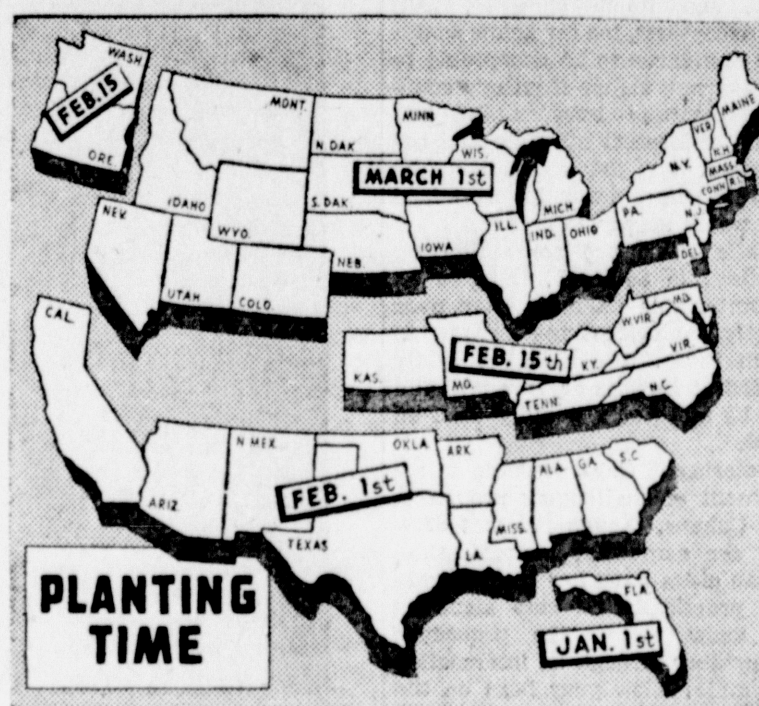 WASH
FEB. 15
ORE.
MONT.
IDAHO
WYO.
N. DAK
S. DAK.
NEB
MINN
WIS.
MARCH 1st
IOWA
MICH
ILL.
IND.
OHIO
MAINE
VER
N.H.
MASS
CONN
R.I.
N.Y.
PA.
N.J.
DEL
NEV.
UTAH
COLO.
CAL.
KAS.
MO.
FEB. 15th
KY.
W.VIR.
MD.
VIR.
TENN.
N.C.
ARIZ.
N MEX.
OKLA.
ARK.
FEB. 1st
TEXAS
LA.
MISS.
ALA.
GA.
S.C
FLA
JAN. 1st
PLANTING
TIME